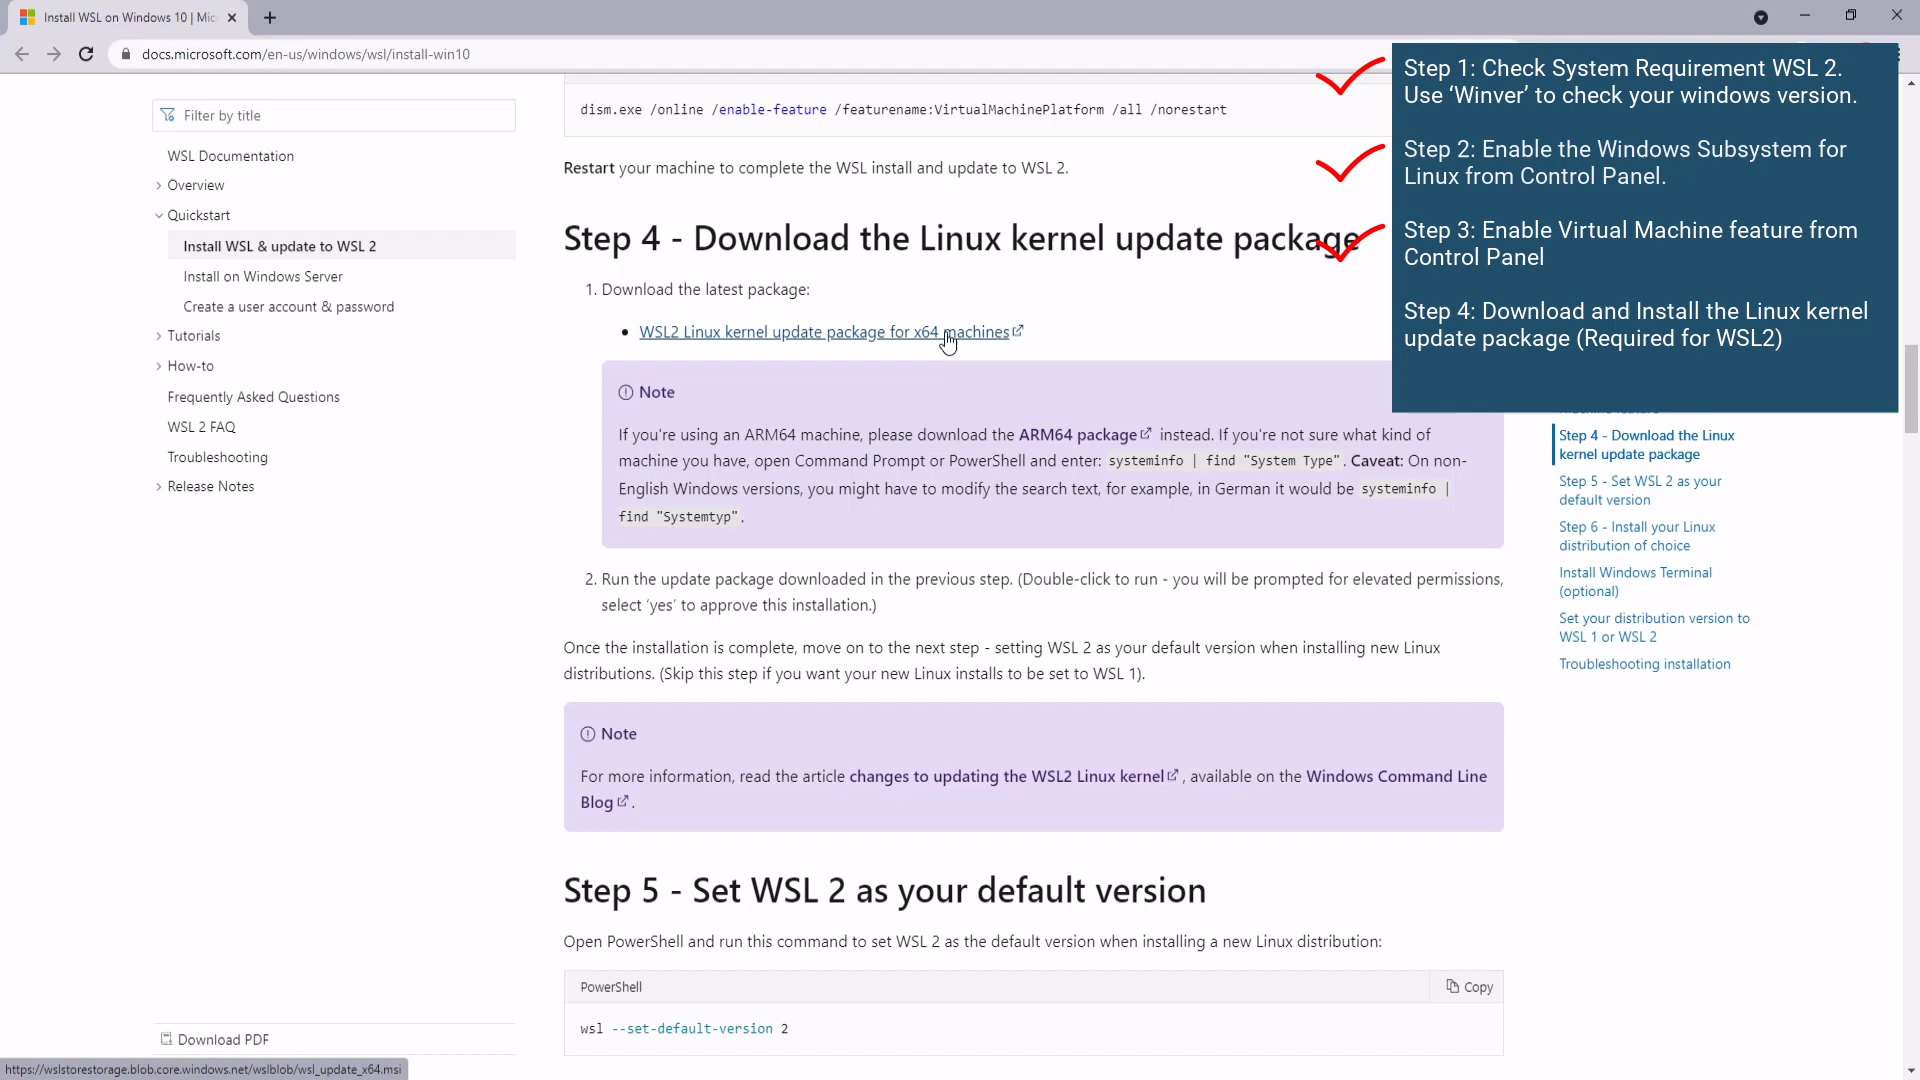 Install WSL on Windows 10 | Mic
docs.microsoft.com/en-us/windows/wsl/install-win10
Filter by title
WSL Documentation
Overview
Quickstart
Install WSL & update to WSL 2
Install on Windows Server
Create a user account & password
Tutorials
How-to
Frequently Asked Questions
WSL 2 FAQ
Troubleshooting
Release Notes
Download PDF
https://wslstorestorage.blob.core.windows.net/wslblob/wsl_update_x64.msi
dism.exe /online /enable-feature /featurename:VirtualMachinePlatform /all /norestart
Restart your machine to complete the WSL install and update to WSL 2.
Step 4 - Download the Linux kernel update package
1. Download the latest package:
WSL2 Linux kernel update package for x64 machines
Note
If you're using an ARM64 machine, please download the ARM64 package instead. If you're not sure what kind of
machine you have, open Command Prompt or PowerShell and enter: systeminfo | find "System Type". Caveat: On non-
English Windows versions, you might have to modify the search text, for example, in German it would be systeminfo |
find "Systemtyp".
2. Run the update package downloaded in the previous step. (Double-click to run - you will be prompted for elevated permissions,
select 'yes' to approve this installation.)
Once the installation is complete, move on to the next step - setting WSL 2 as your default version when installing new Linux
distributions. (Skip this step if you want your new Linux installs to be set to WSL 1).
Note
For more information, read the article changes to updating the WSL2 Linux kernel, available on the Windows Command Line
Blog.
Step 5 - Set WSL 2 as your default version
Open PowerShell and run this command to set WSL 2 as the default version when installing a new Linux distribution:
PowerShell
Copy
wsl --set-default-version 2
Step 1: Check System Requirement WSL 2.
Use ‘Winver’ to check your windows version.
Step 2: Enable the Windows Subsystem for
Linux from Control Panel.
Step 3: Enable Virtual Machine feature from
Control Panel
Step 4: Download and Install the Linux kernel
update package (Required for WSL2)
Step 4 - Download the Linux
kernel update package
Step 5 - Set WSL 2 as your
default version
Step 6 - Install your Linux
distribution of choice
Install Windows Terminal
(optional)
Set your distribution version to
WSL 1 or WSL 2
Troubleshooting installation